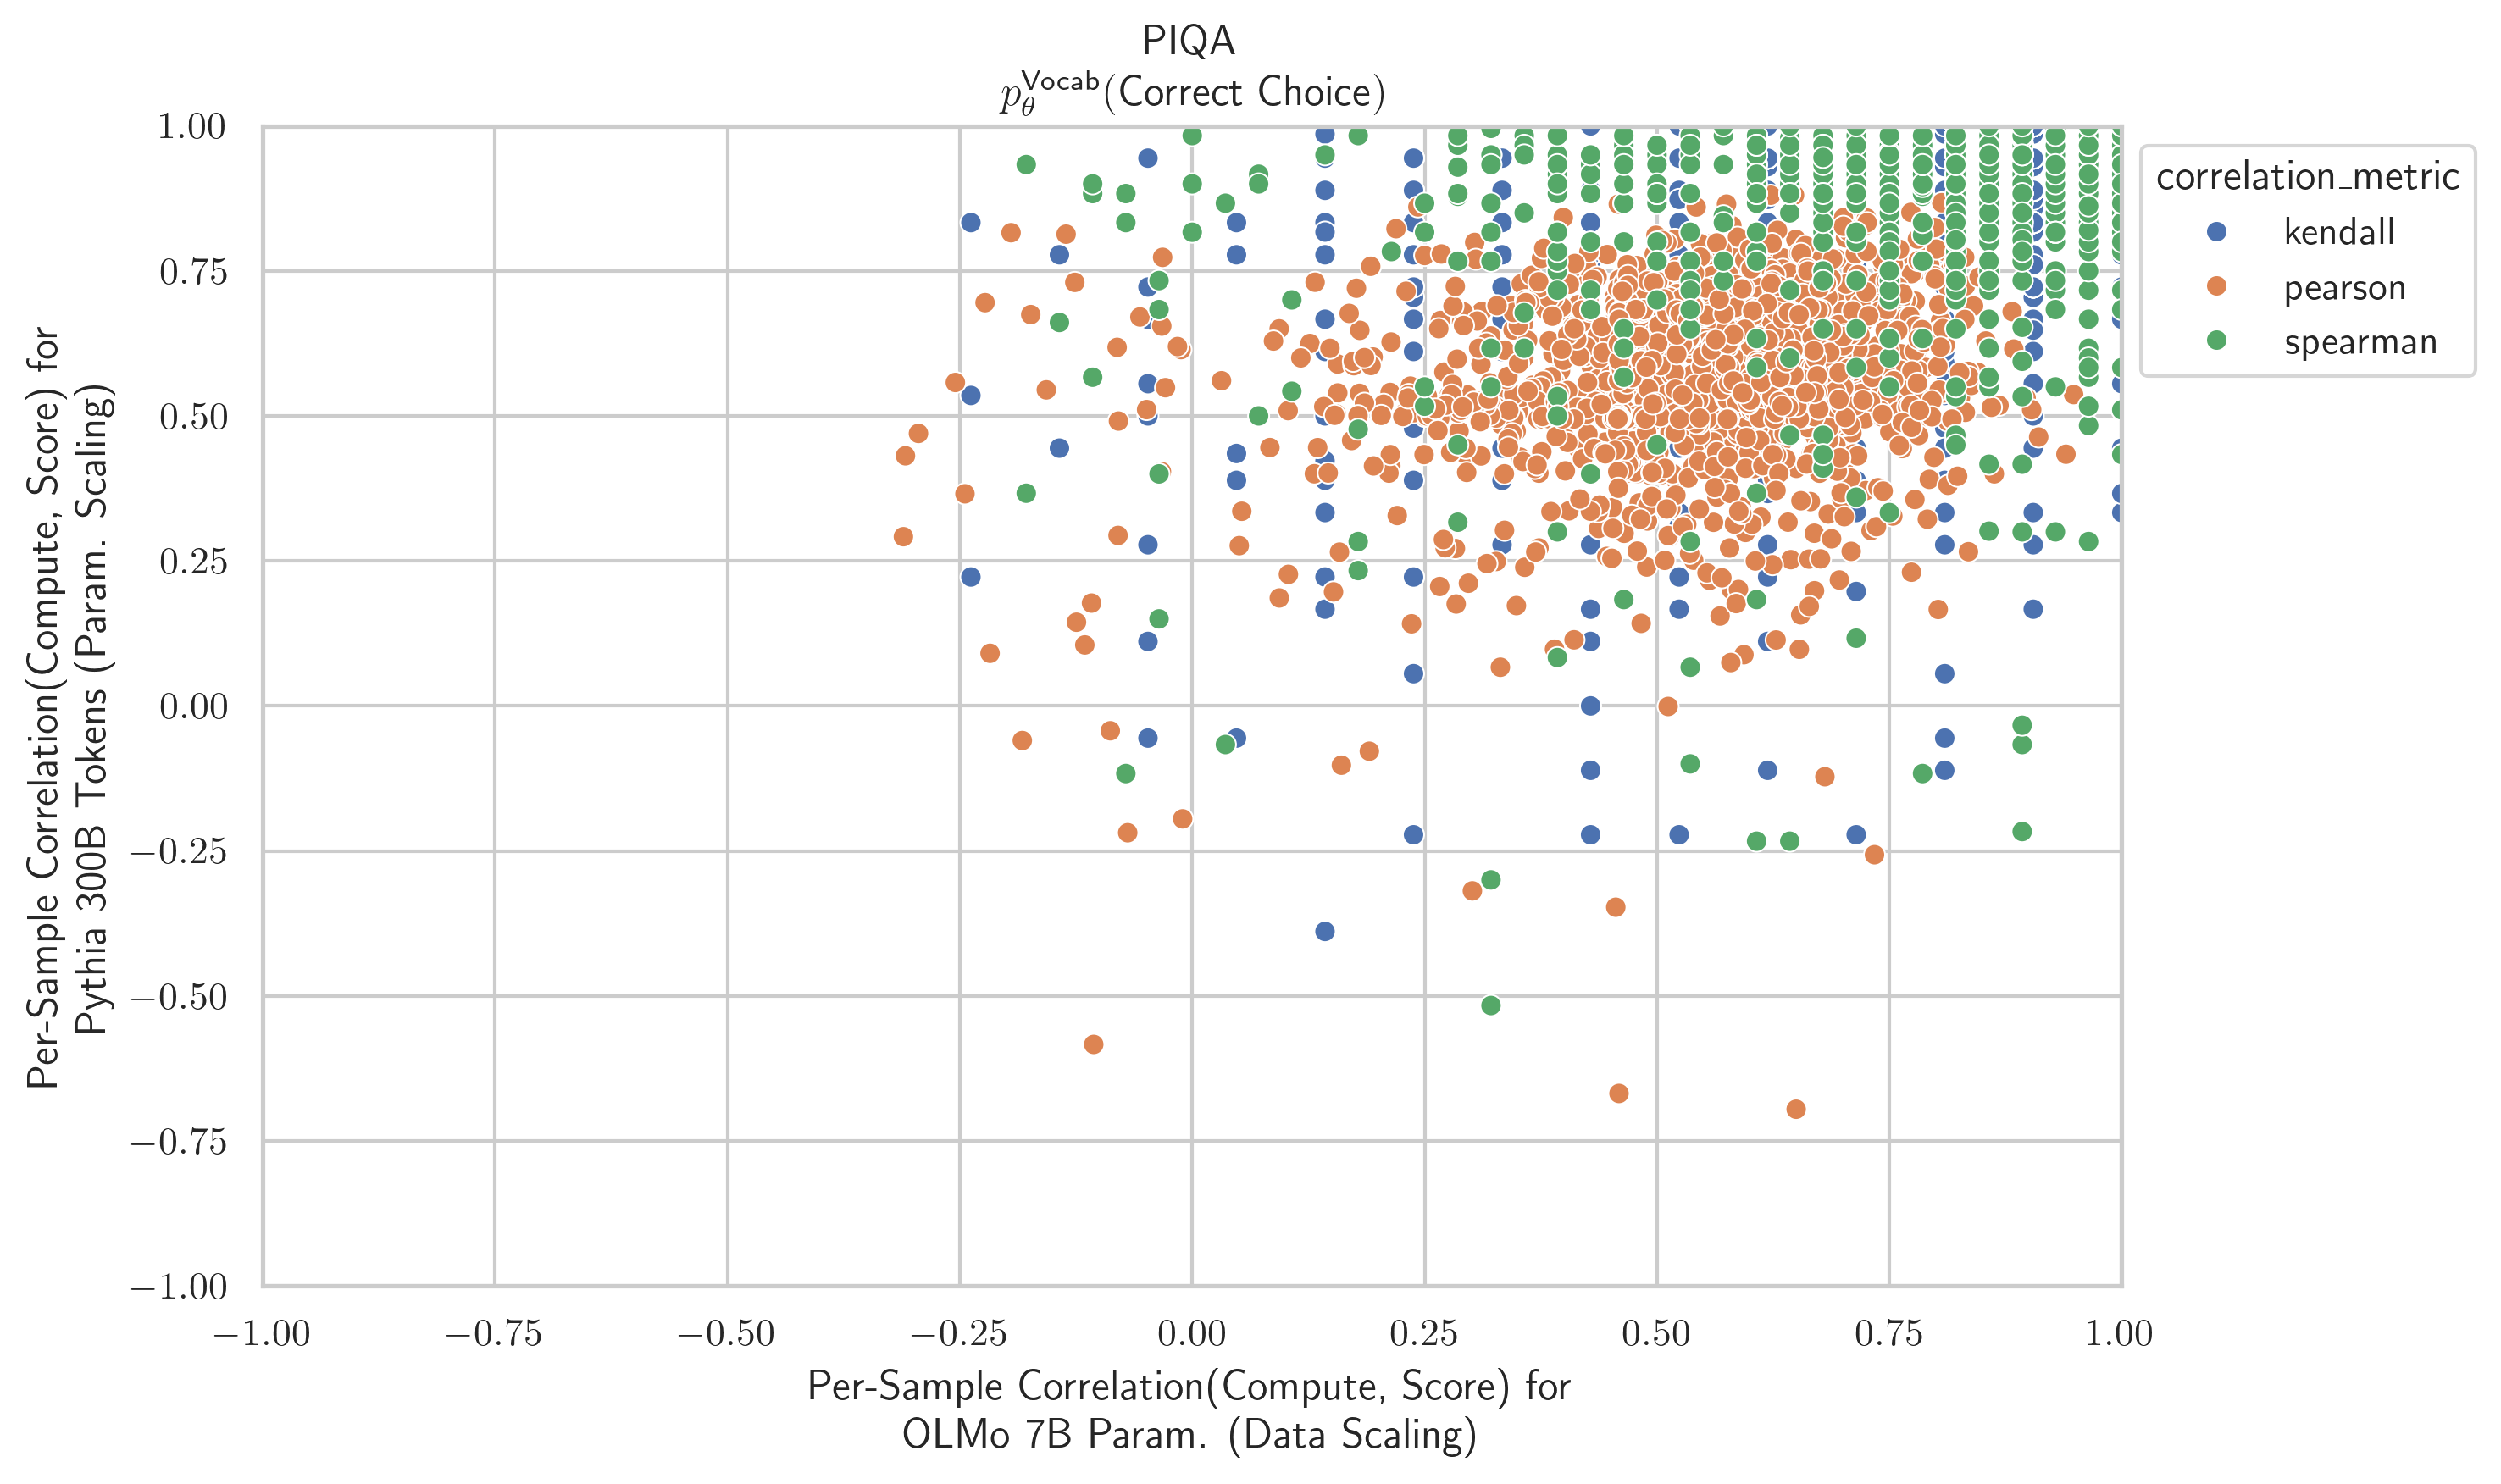 PIQA
p_θ^Vocab(Correct Choice)
1.00
0.75
0.50
0.25
0.00
−0.25
−0.50
−0.75
−1.00
Per-Sample Correlation(Compute, Score) for
Pythia 300B Tokens (Param. Scaling)
−1.00 −0.75 −0.50 −0.25 0.00 0.25 0.50 0.75 1.00
Per-Sample Correlation(Compute, Score) for
OLMo 7B Param. (Data Scaling)
correlation_metric
kendall
pearson
spearman